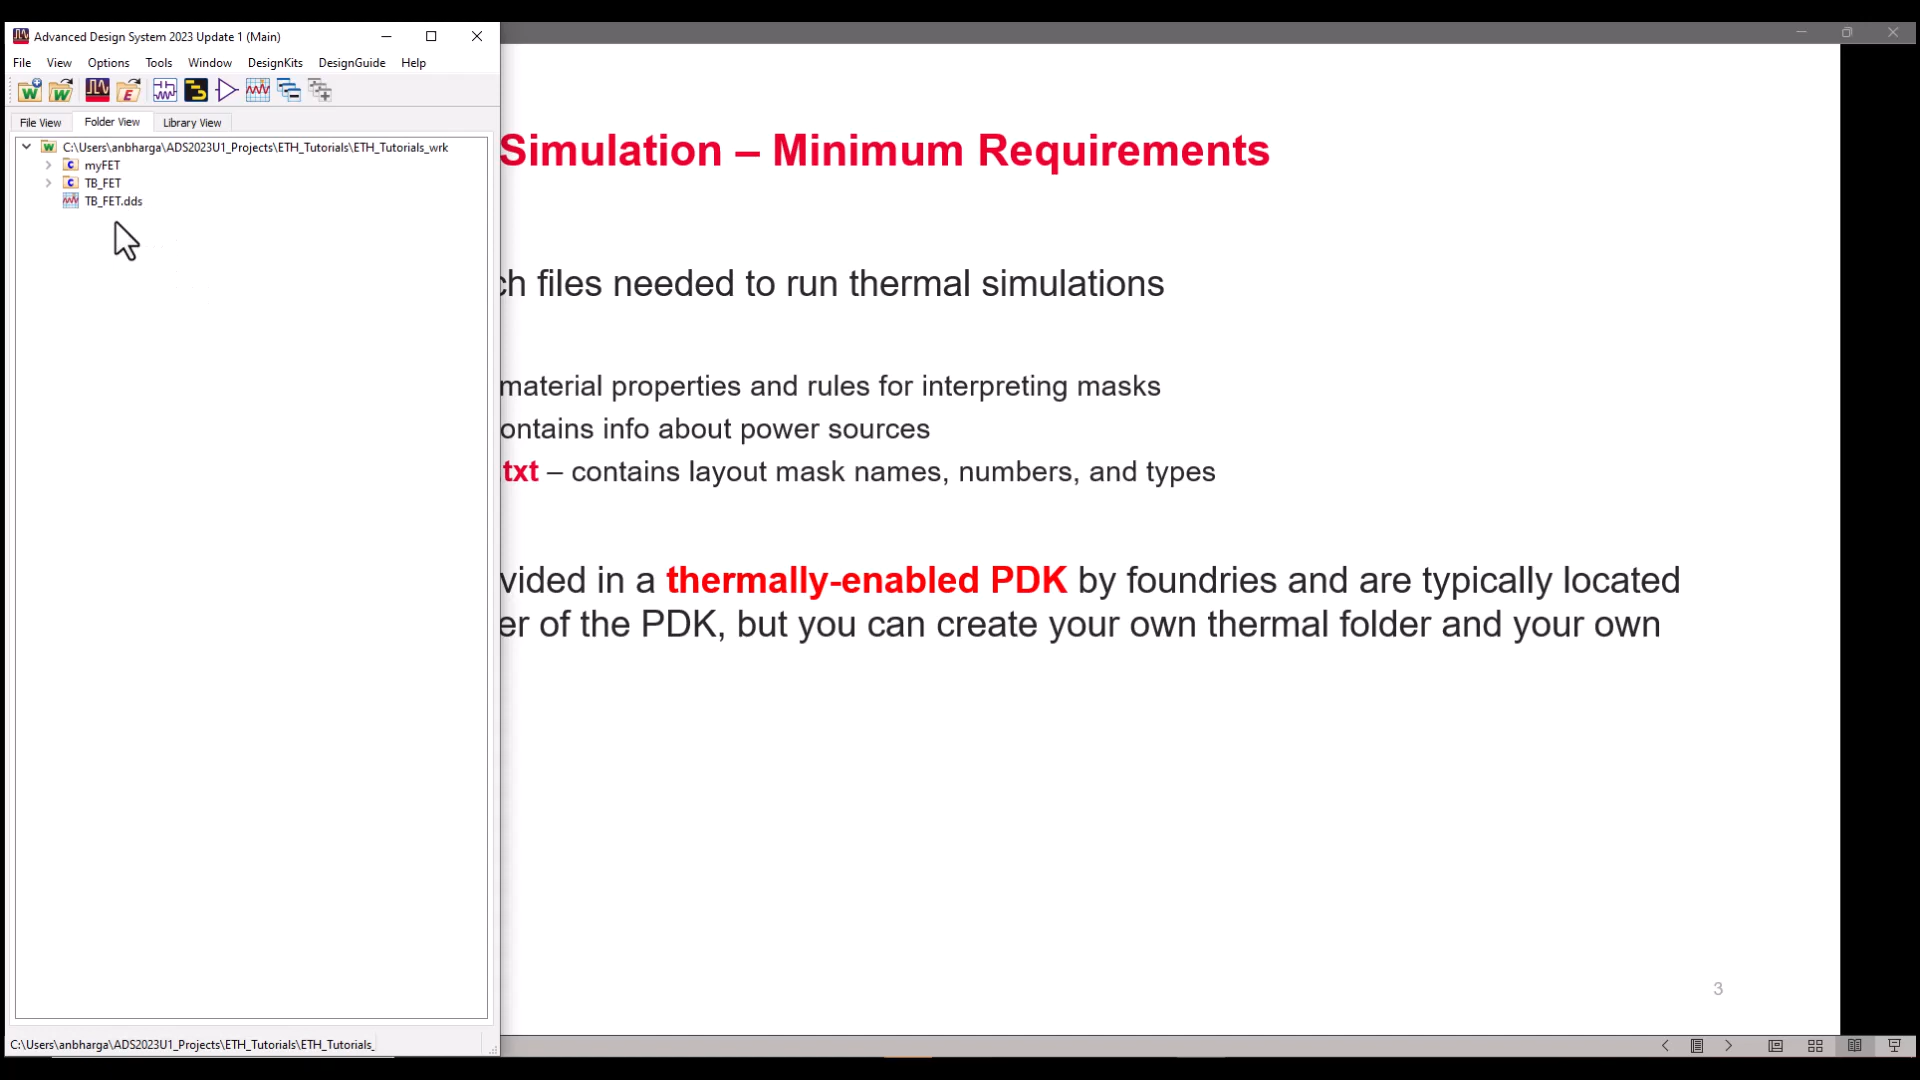 Advanced Design System 2023 Update 1 (Main)
File View Options Tools Window DesignKits DesignGuide Help
File View Folder View Library View
C:\Users\anbharga\ADS2023U1_Projects\ETH_Tutorials\ETH_Tutorials_wrk
myFET
TB_FET
TB_FET.dds
C:\Users\anbharga\ADS2023U1_Projects\ETH_Tutorials\ETH_Tutorials_
Simulation – Minimum Requirements
ch files needed to run thermal simulations
material properties and rules for interpreting masks
ontains info about power sources
txt – contains layout mask names, numbers, and types
vided in a thermally-enabled PDK by foundries and are typically located
er of the PDK, but you can create your own thermal folder and your own
3